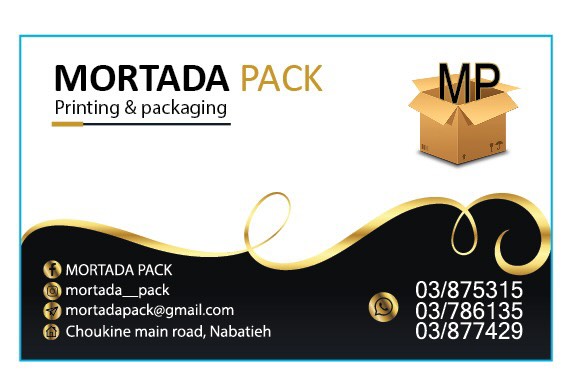 MORTADA PACK
Printing & packaging
MP
MORTADA PACK
mortada__pack
mortadapack@gmail.com
Choukine main road, Nabatieh
03/875315
03/786135
03/877429